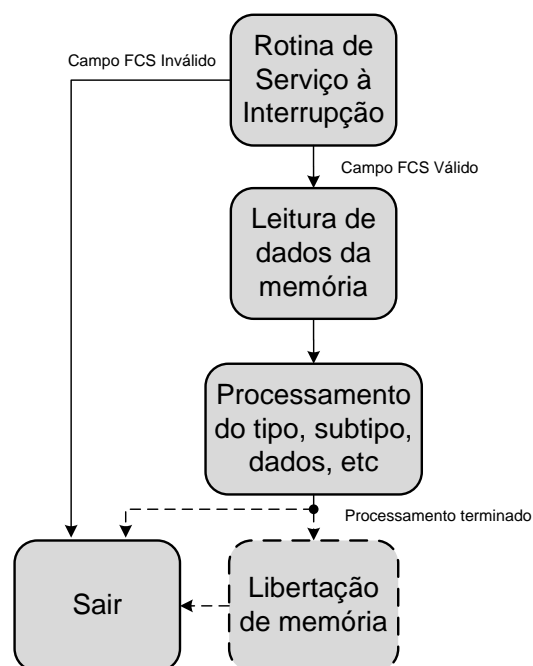 Rotina de
Serviço à
Interrupção
Campo FCS Inválido
Campo FCS Válido
Leitura de
dados da
memória
Processamento
do tipo, subtipo,
dados, etc
Processamento terminado
Sair
Libertação
de memória